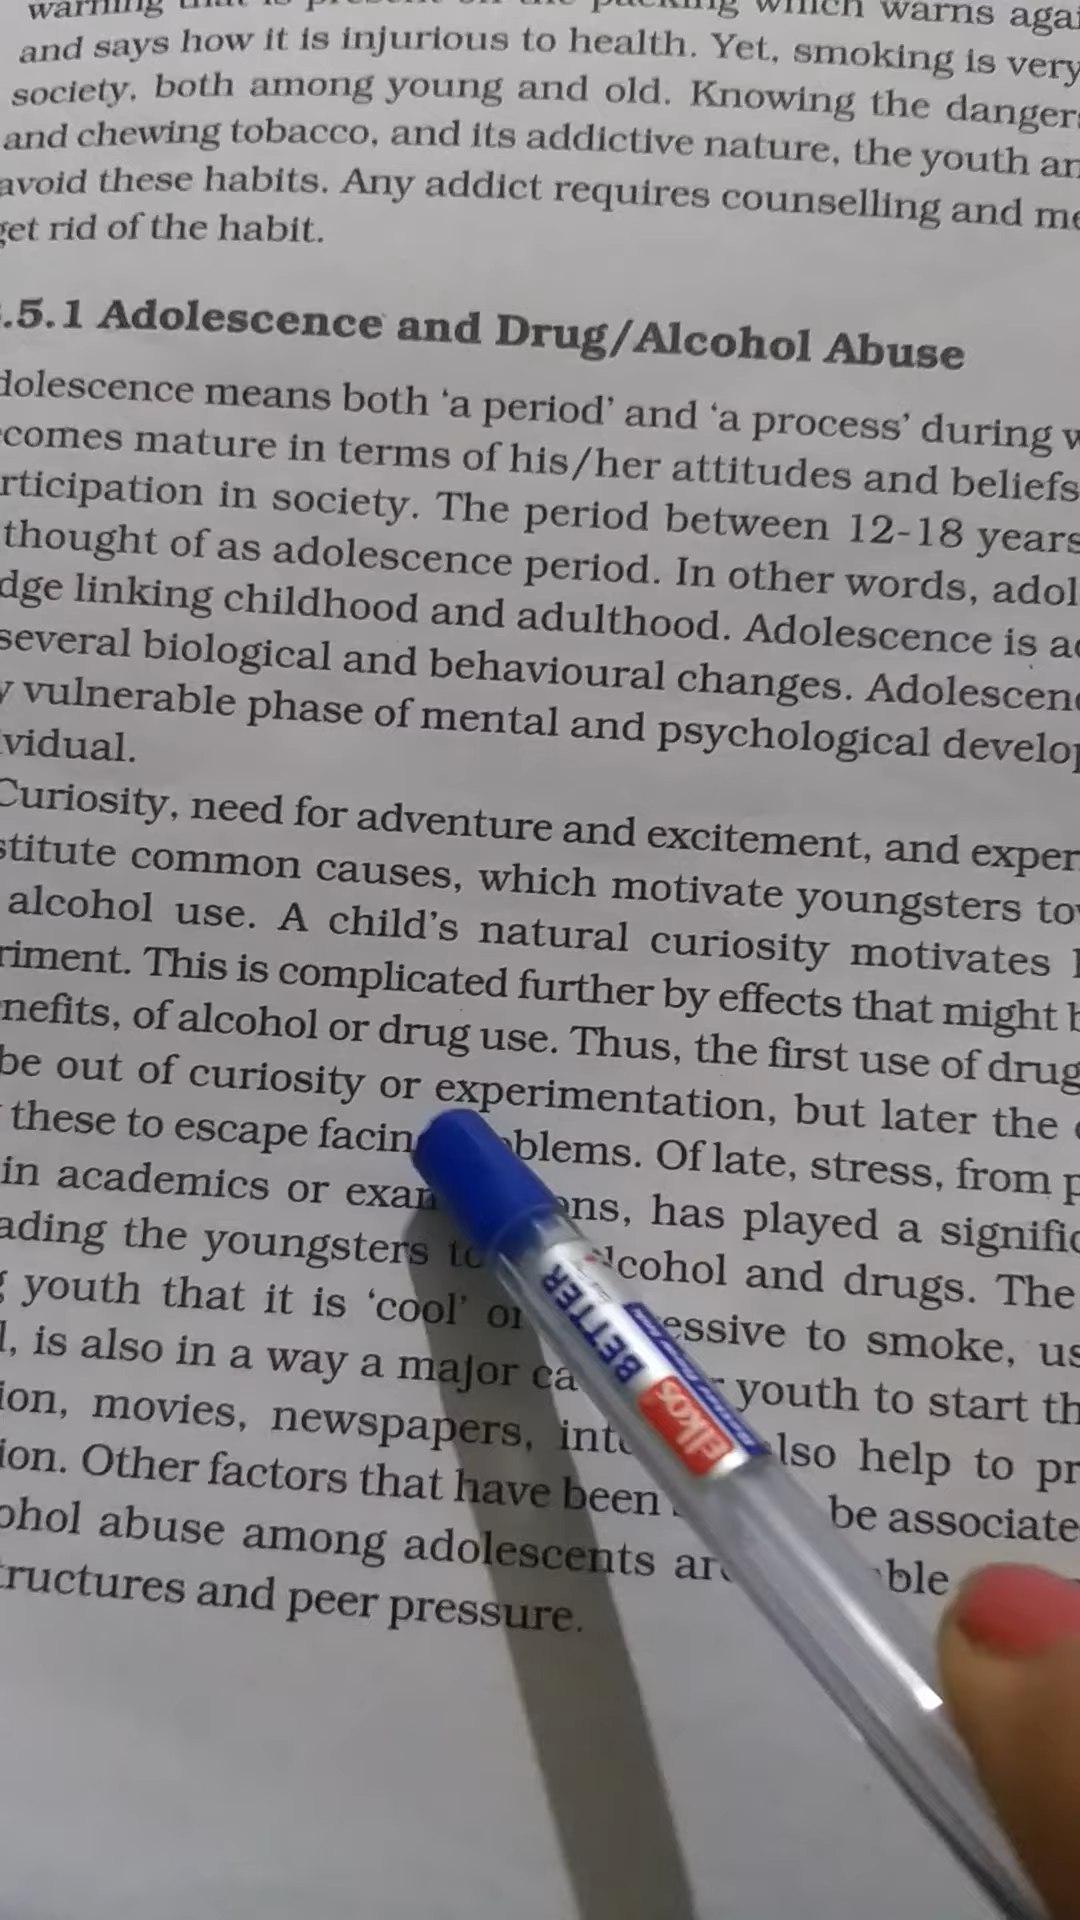 warning that is present on the packing which warns
and says how it is injurious to health. Yet, smoking is very
society, both among young and old. Knowing the
and chewing tobacco, and its addictive nature, the youth
avoid these habits. Any addict requires counselling and
get rid of the habit.
.5.1 Adolescence and Drug/Alcohol Abuse
dolescence means both ‘a period’ and ‘a process’ during
comes mature in terms of his/her attitudes and beliefs
rticipation in society. The period between 12-18 years
thought of as adolescence period. In other words, adol
dge linking childhood and adulthood. Adolescence is
several biological and behavioural changes. Adolescen
vulnerable phase of mental and psychological develop
vidual.
Curiosity, need for adventure and excitement, and exper
stitute common causes, which motivate youngsters
alcohol use. A child’s natural curiosity motivates
riment. This is complicated further by effects that might
nefits, of alcohol or drug use. Thus, the first use of drug
be out of curiosity or experimentation, but later the
these to escape facin blems. Of late, stress, from
in academics or exam ons, has played a signific
ading the youngsters to lcohol and drugs. The
youth that it is ‘cool’ or essive to smoke, us
l, is also in a way a major ca youth to start th
ion, movies, newspapers, inte lso help to pr
ion. Other factors that have been be associate
ohol abuse among adolescents are ble
tructures and peer pressure.
BETTER
elkos